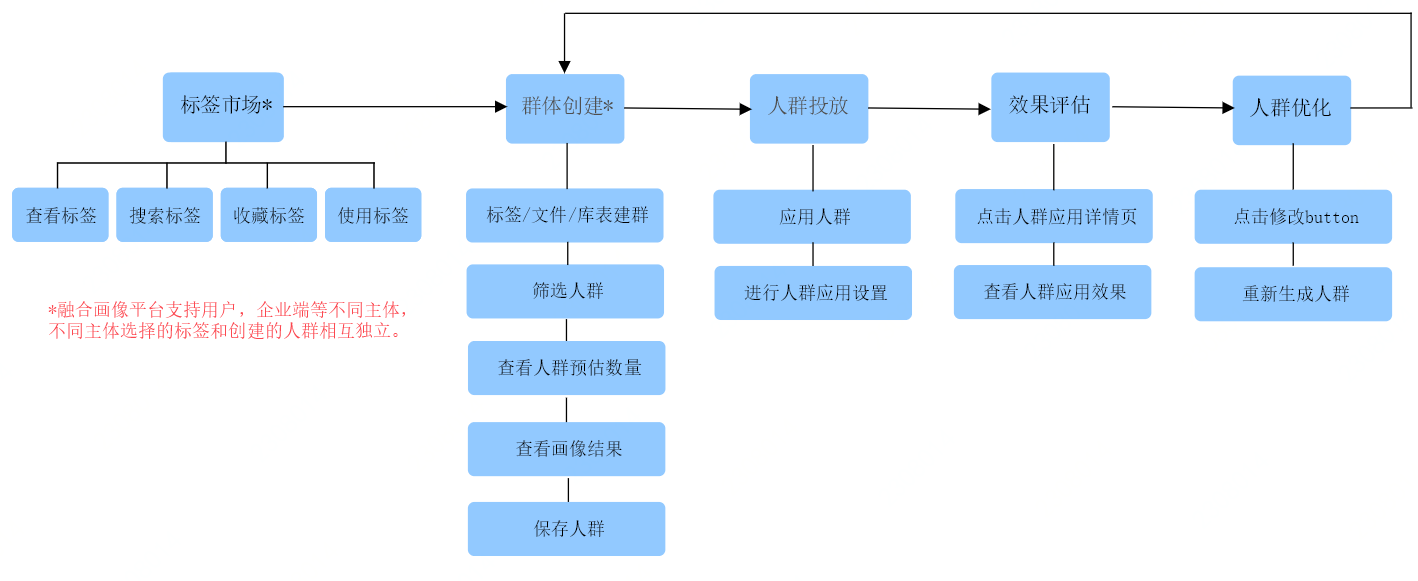 标签市场*
群体创建*
人群投放
效果评估
人群优化
查看标签
搜索标签
收藏标签
使用标签
标签/文件/库表建群
应用人群
点击人群应用详情页
点击修改button
筛选人群
进行人群应用设置
查看人群应用效果
重新生成人群
*融合画像平台支持用户，企业端等不同主体，
不同主体选择的标签和创建的人群相互独立。
查看人群预估数量
查看画像结果
保存人群